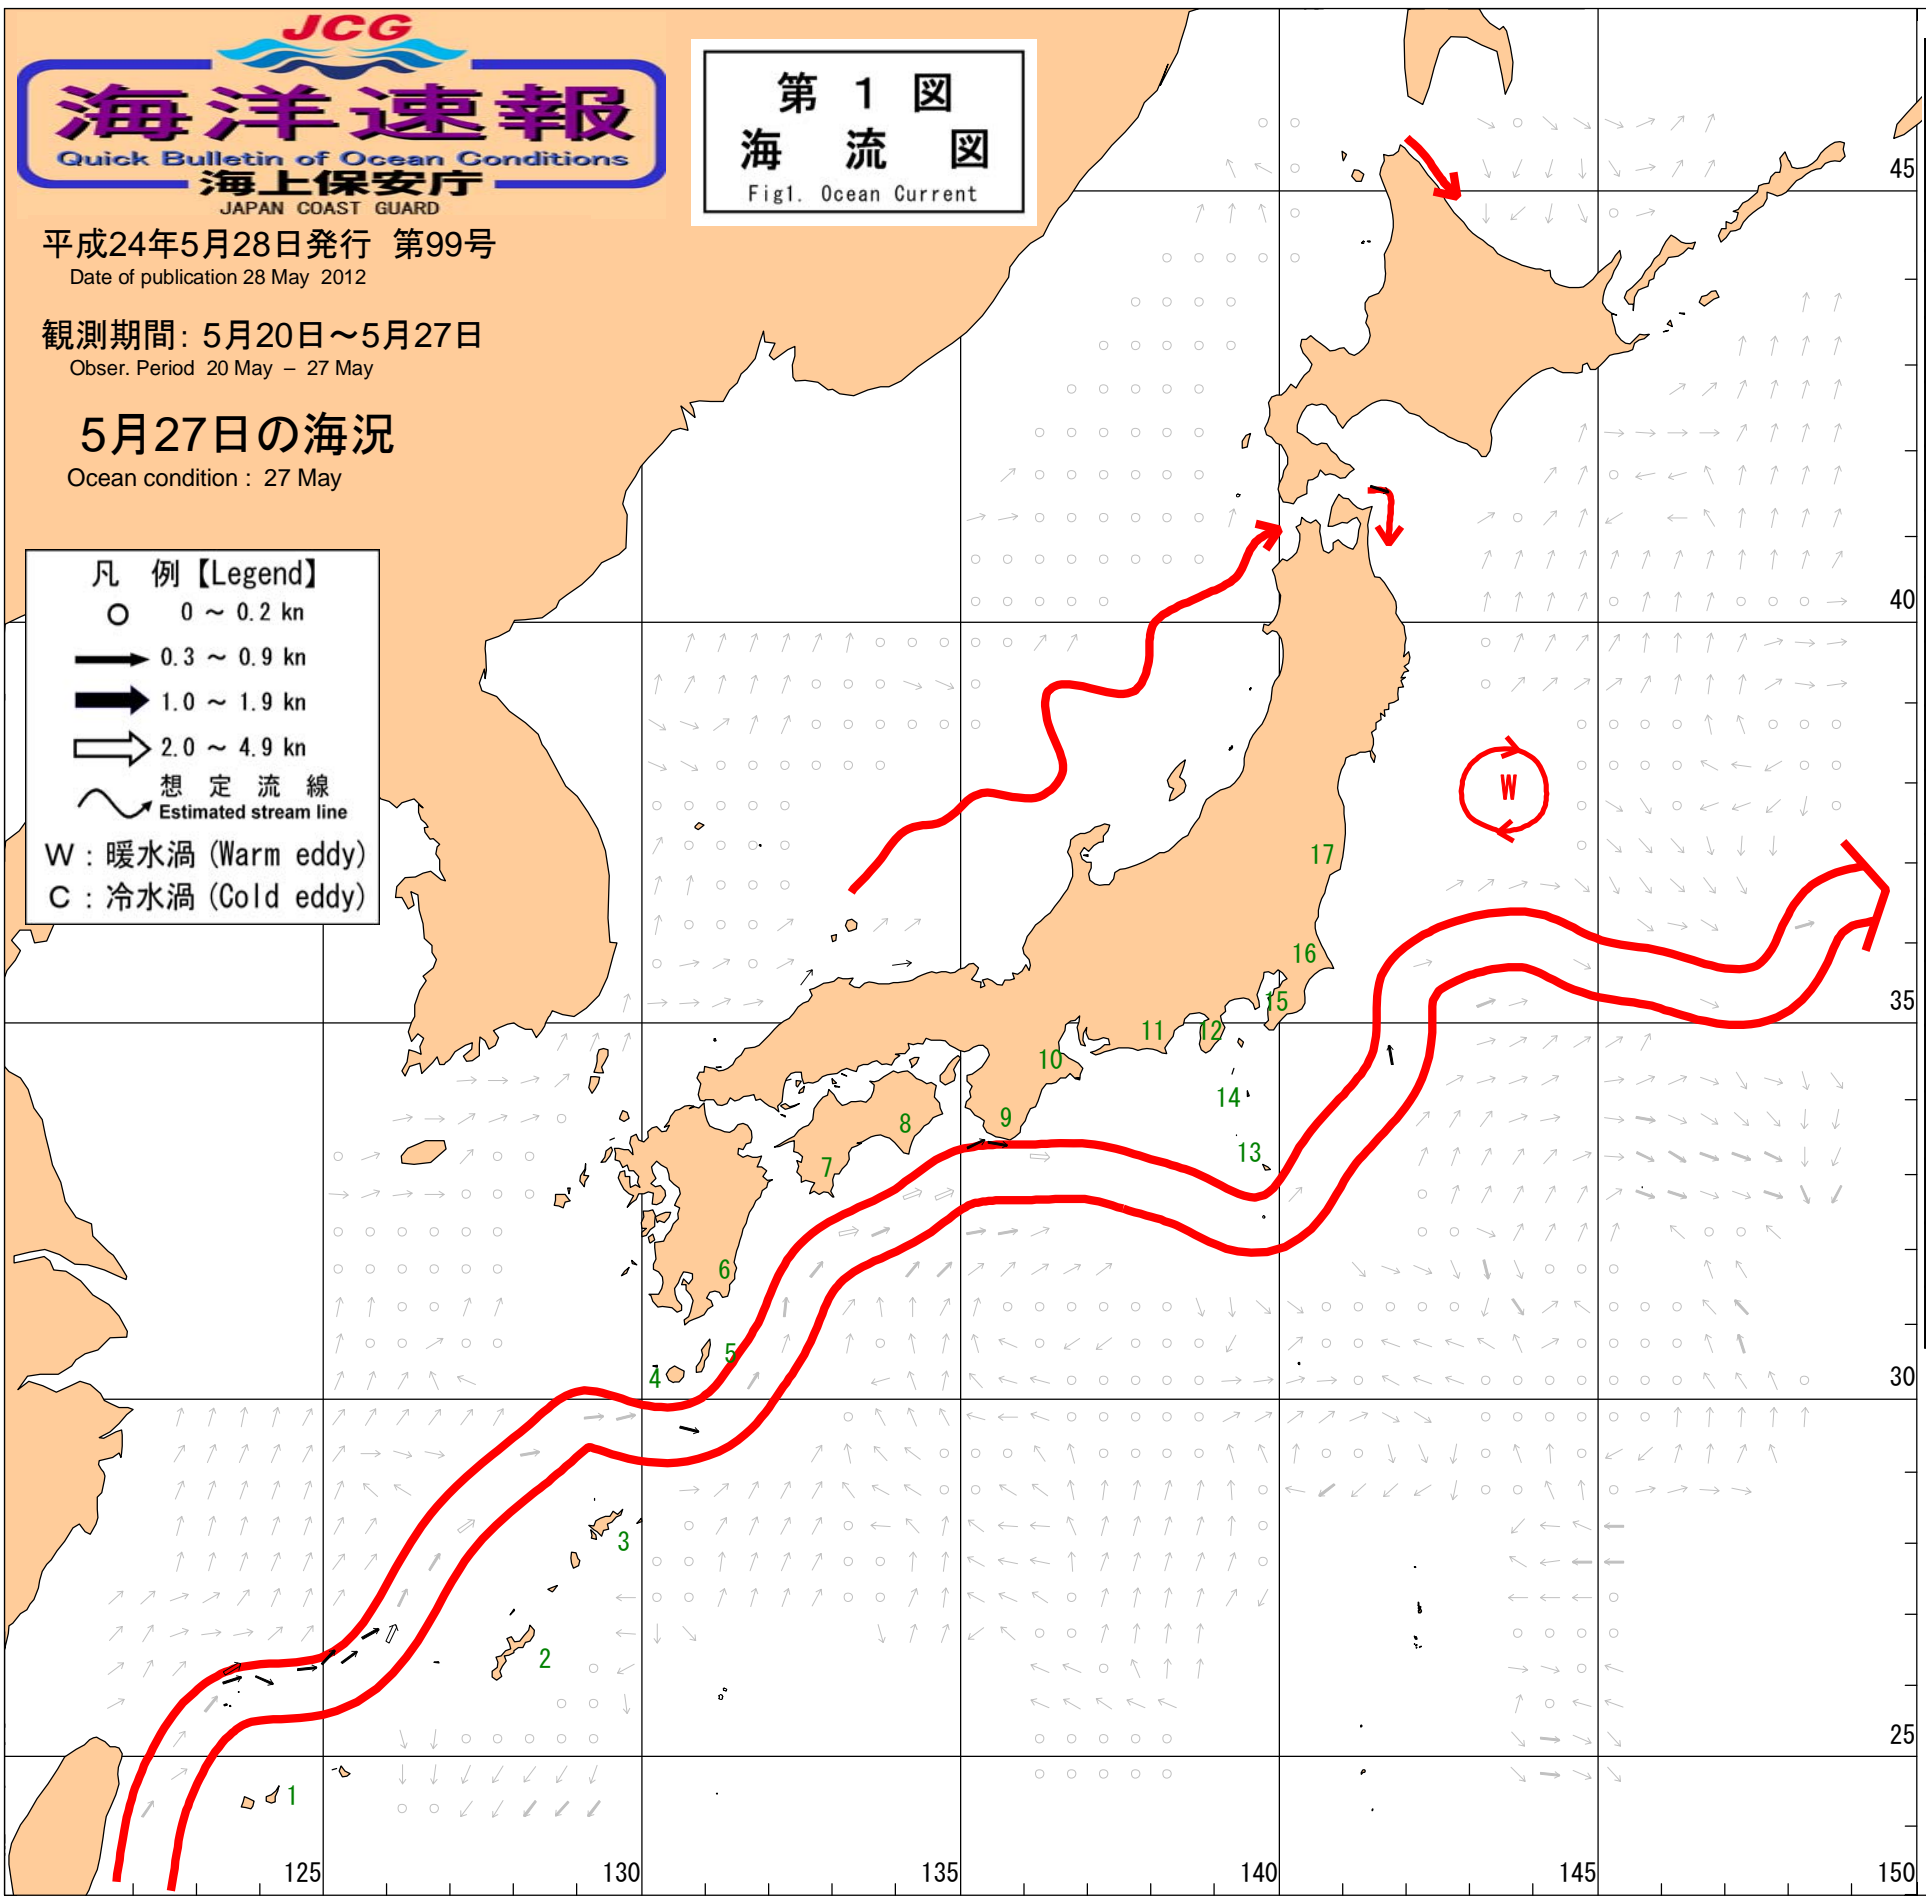 JCG
海洋速報
Quick Bulletin of Ocean Conditions
海上保安庁
JAPAN COAST GUARD
第 1 図
海 流 図
Fig1. Ocean Current
平成24年5月28日発行 第99号
Date of publication 28 May 2012
観測期間: 5月20日～5月27日
Obser. Period 20 May – 27 May
5月27日の海況
Ocean condition : 27 May
凡 例【Legend】
0 ～ 0.2 kn
0.3 ～ 0.9 kn
1.0 ～ 1.9 kn
2.0 ～ 4.9 kn
想 定 流 線
Estimated stream line
W : 暖水渦 (Warm eddy)
C : 冷水渦 (Cold eddy)
45
40
W
17
16
35
15
12
11
10
14
9
8
13
7
6
5
4
30
3
2
25
1
125
130
135
140
145
150